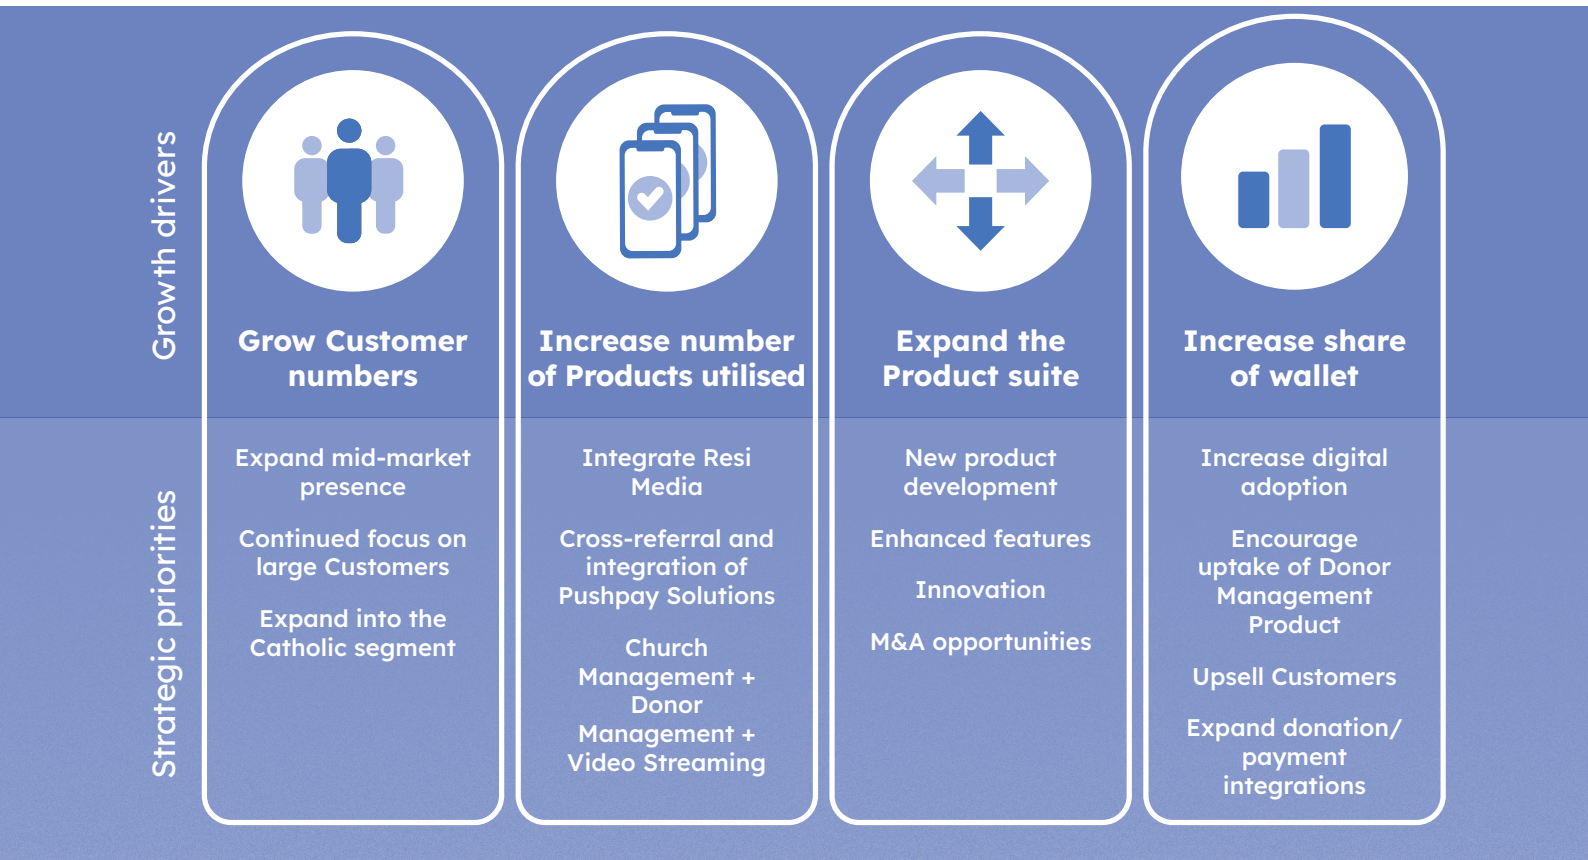 Growth drivers
Grow Customer
numbers
Increase number
of Products utilised
Expand the
Product suite
Increase share
of wallet
Strategic priorities
Expand mid-market
presence
Continued focus on
large Customers
Expand into the
Catholic segment
Integrate Resi
Media
Cross-referral and
integration of
Pushpay Solutions
Church
Management +
Donor
Management +
Video Streaming
New product
development
Enhanced features
Innovation
M&A opportunities
Increase digital
adoption
Encourage
uptake of Donor
Management
Product
Upsell Customers
Expand donation/
payment
integrations